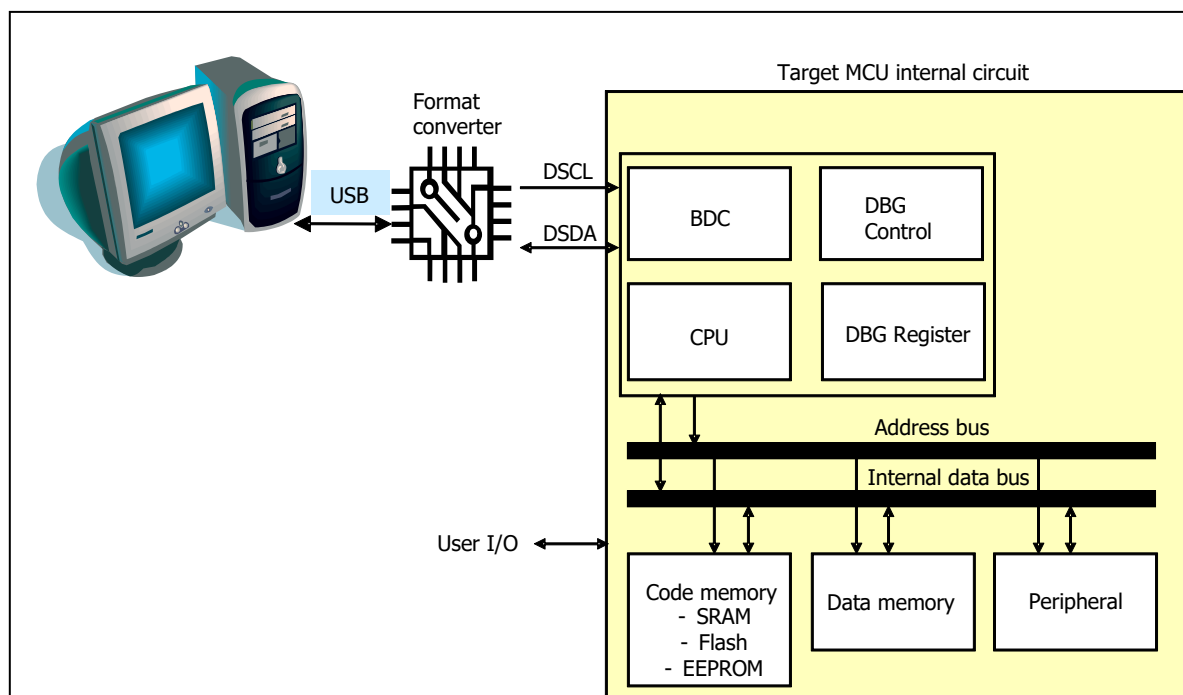 Target MCU internal circuit
Format
converter
USB
DSCL
DSDA
BDC
DBG
Control
CPU
DBG Register
Address bus
Internal data bus
User I/O
Code memory
- SRAM
- Flash
- EEPROM
Data memory
Peripheral